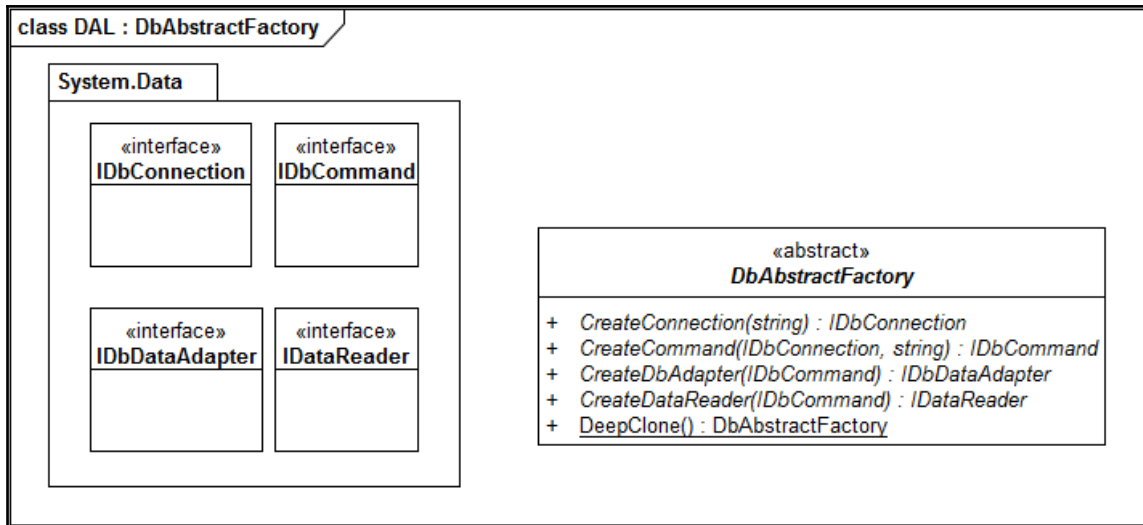 class DAL : DbAbstractFactory
System.Data
«interface»
IDbConnection
«interface»
IDbCommand
«interface»
IDbDataAdapter
«interface»
IDataReader
«abstract»
DbAbstractFactory
+ CreateConnection(string) : IDbConnection
+ CreateCommand(IDbConnection, string) : IDbCommand
+ CreateDbAdapter(IDbCommand) : IDbDataAdapter
+ CreateDataReader(IDbCommand) : IDataReader
+ DeepClone() : DbAbstractFactory